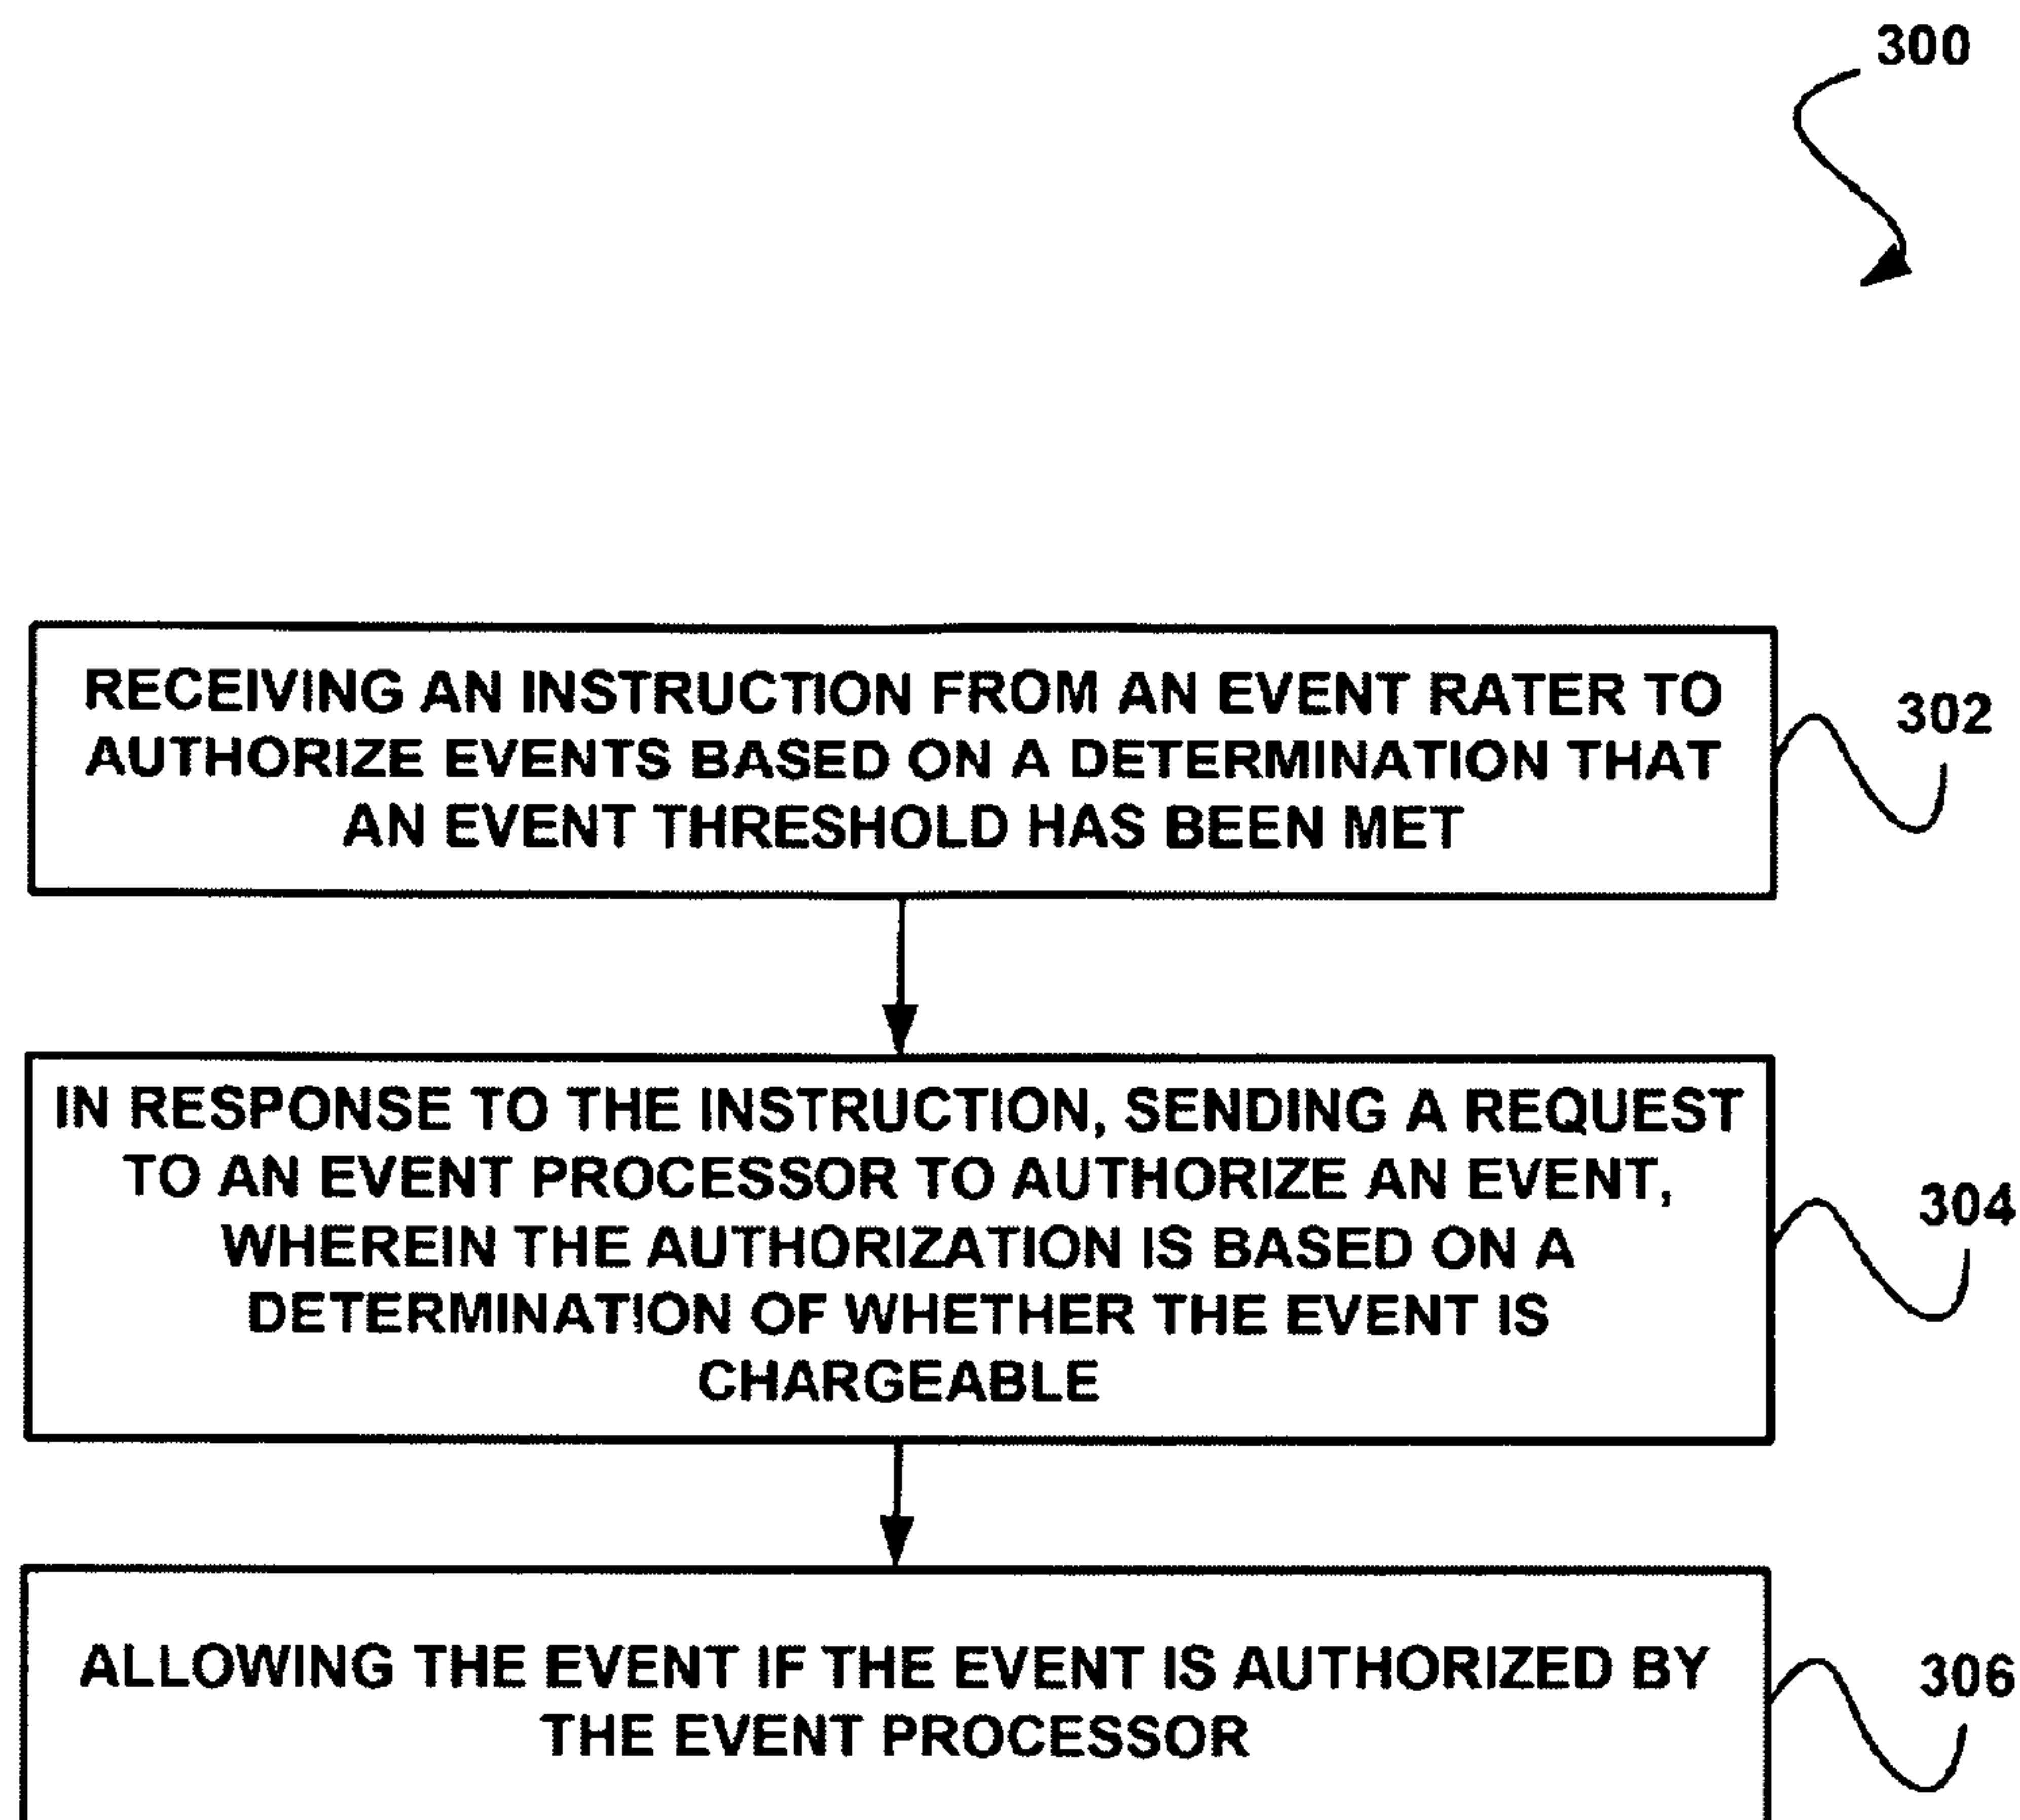 300
RECEIVING AN INSTRUCTION FROM AN EVENT RATER TO
AUTHORIZE EVENTS BASED ON A DETERMINATION THAT
AN EVENT THRESHOLD HAS BEEN MET
302
IN RESPONSE TO THE INSTRUCTION, SENDING A REQUEST
TO AN EVENT PROCESSOR TO AUTHORIZE AN EVENT,
WHEREIN THE AUTHORIZATION IS BASED ON A
DETERMINATION OF WHETHER THE EVENT IS
CHARGEABLE
304
ALLOWING THE EVENT IF THE EVENT IS AUTHORIZED BY
THE EVENT PROCESSOR
306